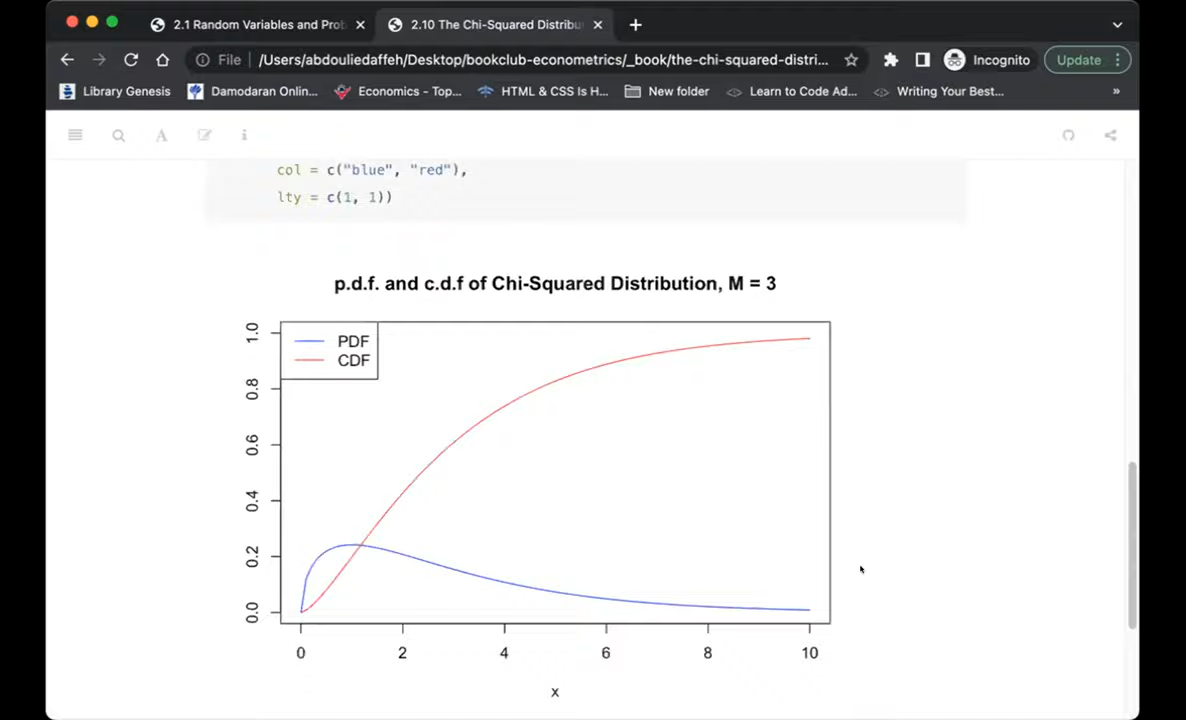 2.1 Random Variables and Prob
2.10 The Chi-Squared Distribu
File /Users/abdouliedaffeh/Desktop/bookclub-econometrics/_book/the-chi-squared-distri...
Incognito
Update
Library Genesis
Damodaran Onlin...
Economics - Top...
HTML & CSS Is H...
New folder
Learn to Code Ad...
Writing Your Best...
»
A
i
col = c("blue", "red"),
lty = c(1, 1))
p.d.f. and c.d.f of Chi-Squared Distribution, M = 3
PDF
CDF
1.0
0.8
0.6
0.4
0.2
0.0
0 2 4 6 8 10
x